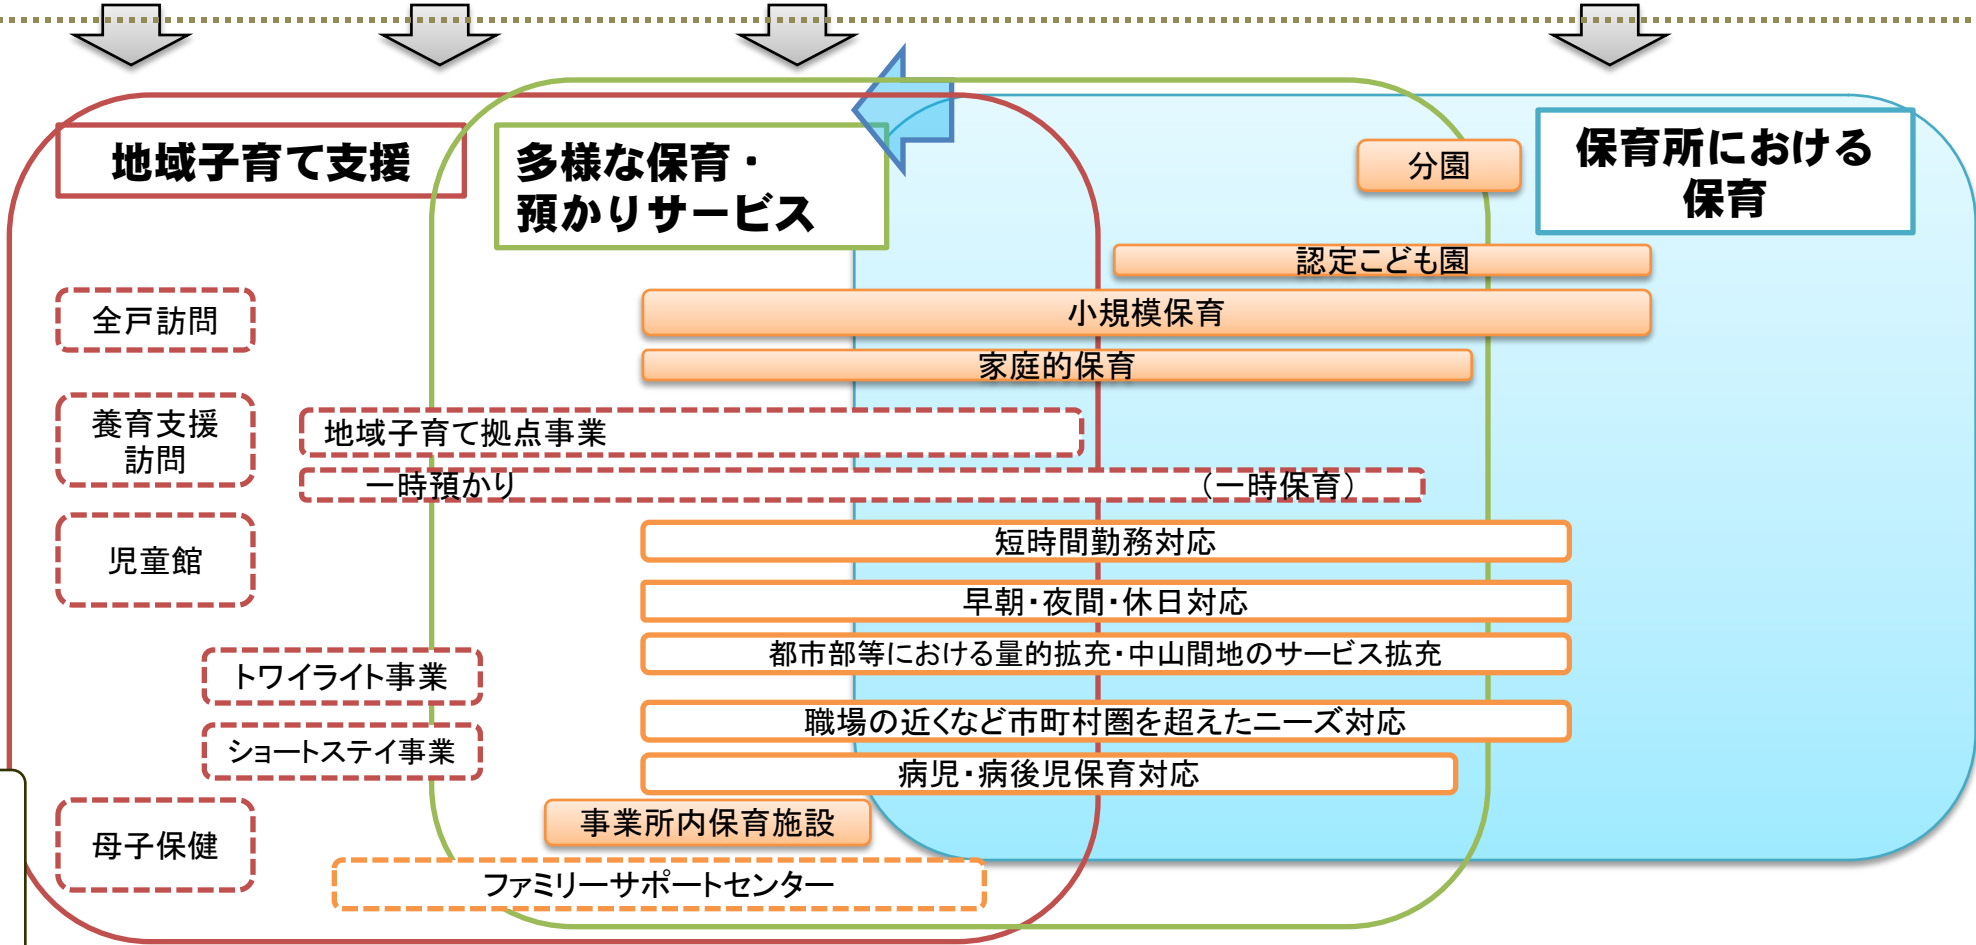 地域子育て支援
多様な保育・
預かりサービス
保育所における
保育
分園
認定こども園
小規模保育
家庭的保育
全戸訪問
養育支援
訪問
地域子育て拠点事業
一時預かり (一時保育)
児童館
短時間勤務対応
早朝・夜間・休日対応
都市部等における量的拡充・中山間地のサービス拡充
トワイライト事業
職場の近くなど市町村圏を超えたニーズ対応
ショートステイ事業
病児・病後児保育対応
事業所内保育施設
母子保健
ファミリーサポートセンター